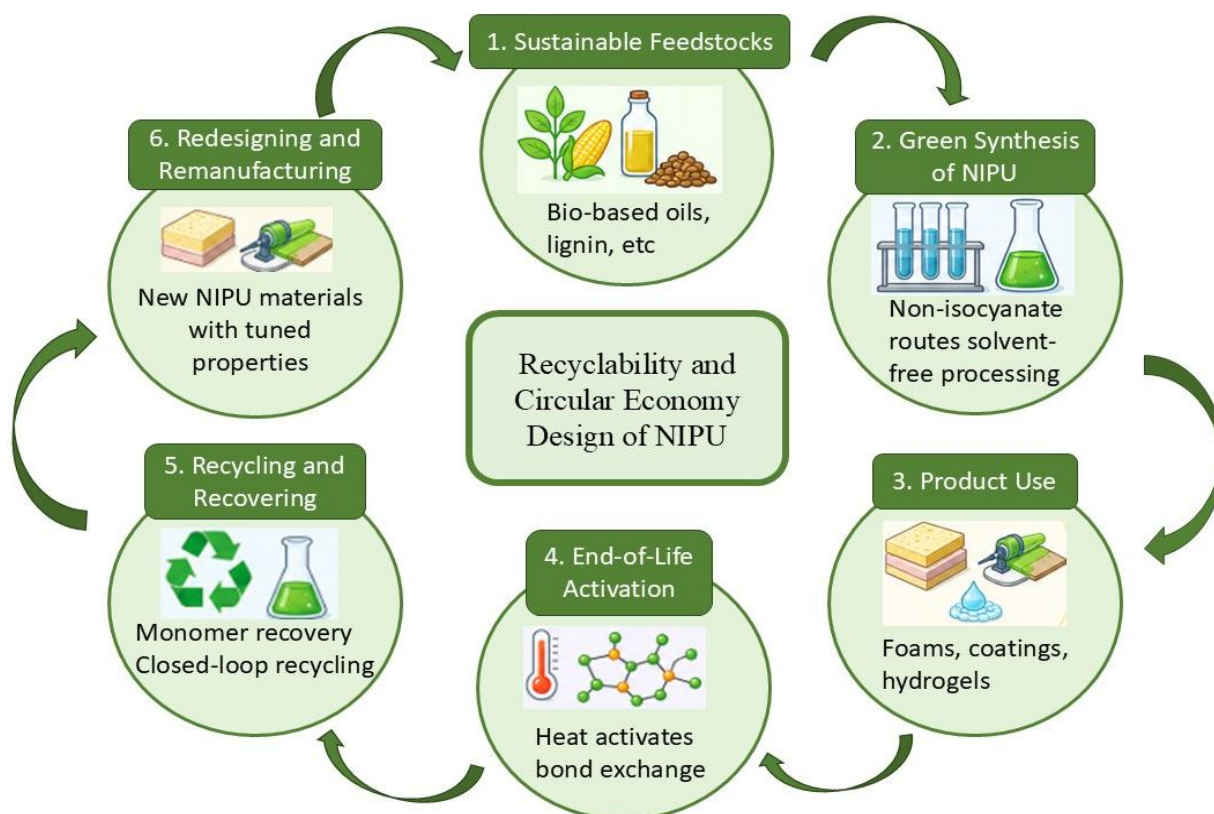 1. Sustainable Feedstocks
Bio-based oils,
lignin, etc
2. Green Synthesis
of NIPU
Non-isocyanate
routes solvent-
free processing
3. Product Use
Foams, coatings,
hydrogels
4. End-of-Life
Activation
Heat activates
bond exchange
5. Recycling and
Recovering
Monomer recovery
Closed-loop recycling
6. Redesigning and
Remanufacturing
New NIPU materials
with tuned
properties
Recyclability and
Circular Economy
Design of NIPU